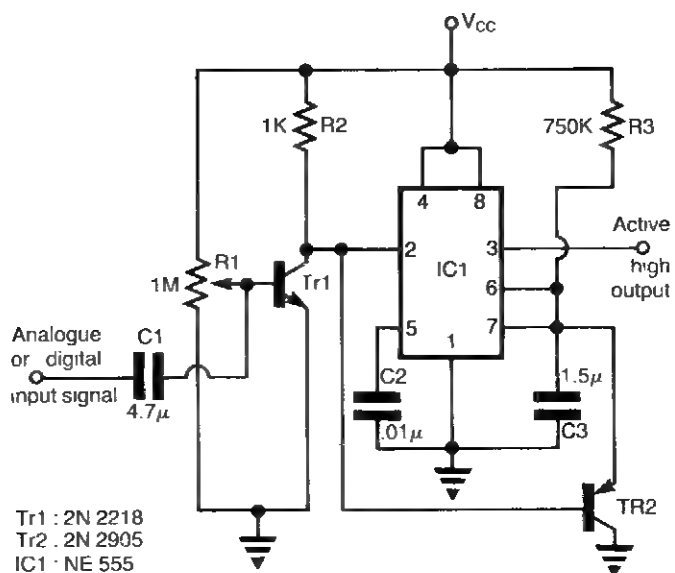 VCC
1K R2
750K R3
4 8
R1
1M
Tr1
2 3
IC1
6
5 7
1
Active
high
output
Analogue
or digital
input signal
C1
4.7µ
C2
.01µ
1.5µ
C3
TR2
Tr1 : 2N 2218
Tr2 . 2N 2905
IC1 : NE 555